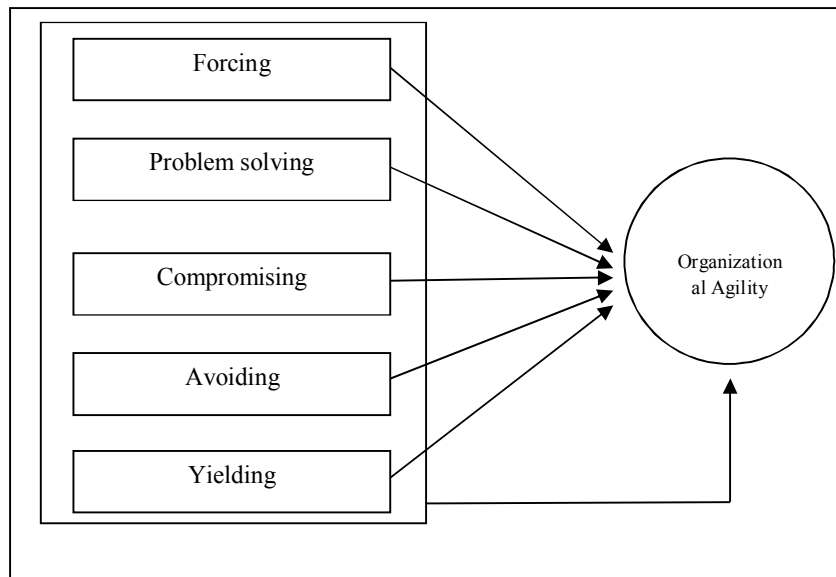 Forcing
Problem solving
Compromising
Avoiding
Yielding
Organization
al Agility